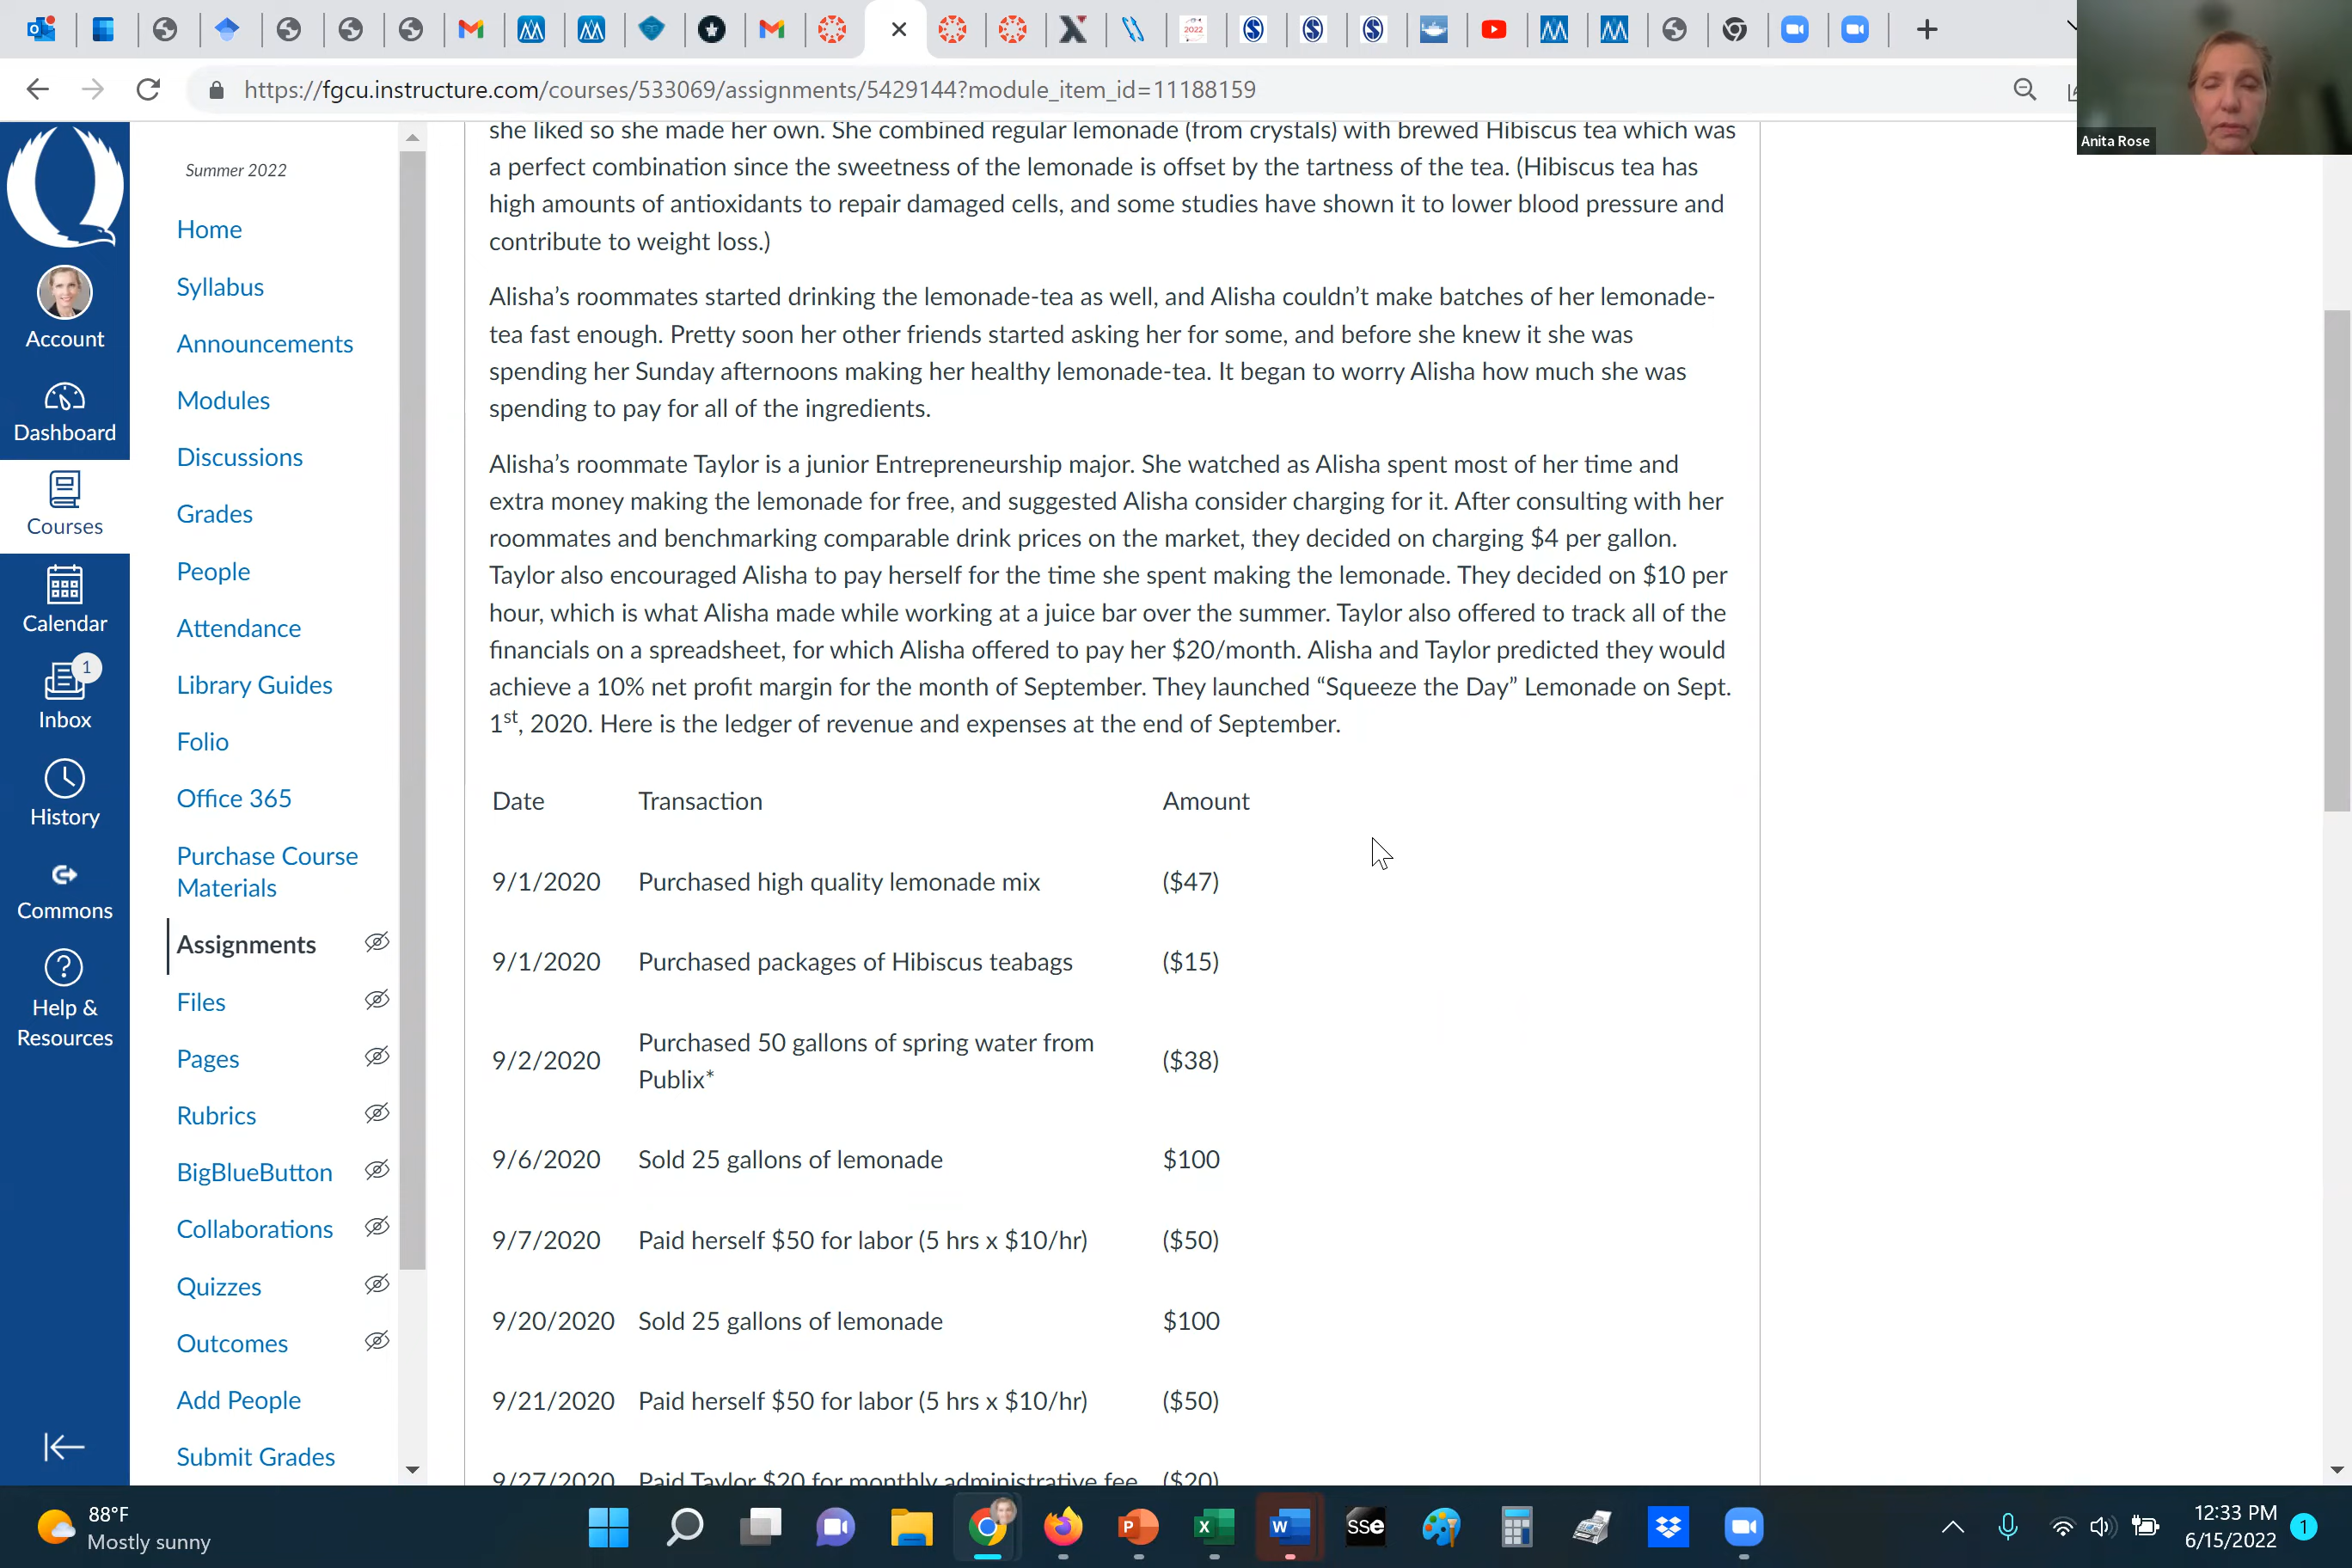 https://fgcu.instructure.com/courses/533069/assignments/5429144?module_item_id=11188159
Anita Rose
2022
Account
Dashboard
Courses
Calendar
1
Inbox
History
Commons
?
Help &
Resources
Summer 2022
Home
Syllabus
Announcements
Modules
Discussions
Grades
People
Attendance
Library Guides
Folio
Office 365
Purchase Course
Materials
Assignments
Files
Pages
Rubrics
BigBlueButton
Collaborations
Quizzes
Outcomes
Add People
Submit Grades
she liked so she made her own. She combined regular lemonade (from crystals) with brewed Hibiscus tea which was
a perfect combination since the sweetness of the lemonade is offset by the tartness of the tea. (Hibiscus tea has
high amounts of antioxidants to repair damaged cells, and some studies have shown it to lower blood pressure and
contribute to weight loss.)
Alisha’s roommates started drinking the lemonade-tea as well, and Alisha couldn’t make batches of her lemonade-
tea fast enough. Pretty soon her other friends started asking her for some, and before she knew it she was
spending her Sunday afternoons making her healthy lemonade-tea. It began to worry Alisha how much she was
spending to pay for all of the ingredients.
Alisha’s roommate Taylor is a junior Entrepreneurship major. She watched as Alisha spent most of her time and
extra money making the lemonade for free, and suggested Alisha consider charging for it. After consulting with her
roommates and benchmarking comparable drink prices on the market, they decided on charging $4 per gallon.
Taylor also encouraged Alisha to pay herself for the time she spent making the lemonade. They decided on $10 per
hour, which is what Alisha made while working at a juice bar over the summer. Taylor also offered to track all of the
financials on a spreadsheet, for which Alisha offered to pay her $20/month. Alisha and Taylor predicted they would
achieve a 10% net profit margin for the month of September. They launched “Squeeze the Day” Lemonade on Sept.
1st, 2020. Here is the ledger of revenue and expenses at the end of September.
Date Transaction Amount
9/1/2020 Purchased high quality lemonade mix ($47)
9/1/2020 Purchased packages of Hibiscus teabags ($15)
9/2/2020 Purchased 50 gallons of spring water from
Publix* ($38)
9/6/2020 Sold 25 gallons of lemonade $100
9/7/2020 Paid herself $50 for labor (5 hrs x $10/hr) ($50)
9/20/2020 Sold 25 gallons of lemonade $100
9/21/2020 Paid herself $50 for labor (5 hrs x $10/hr) ($50)
9/27/2020 Paid Taylor $20 for monthly administrative fee ($20)
88°F
Mostly sunny
SSe
12:33 PM
6/15/2022
1